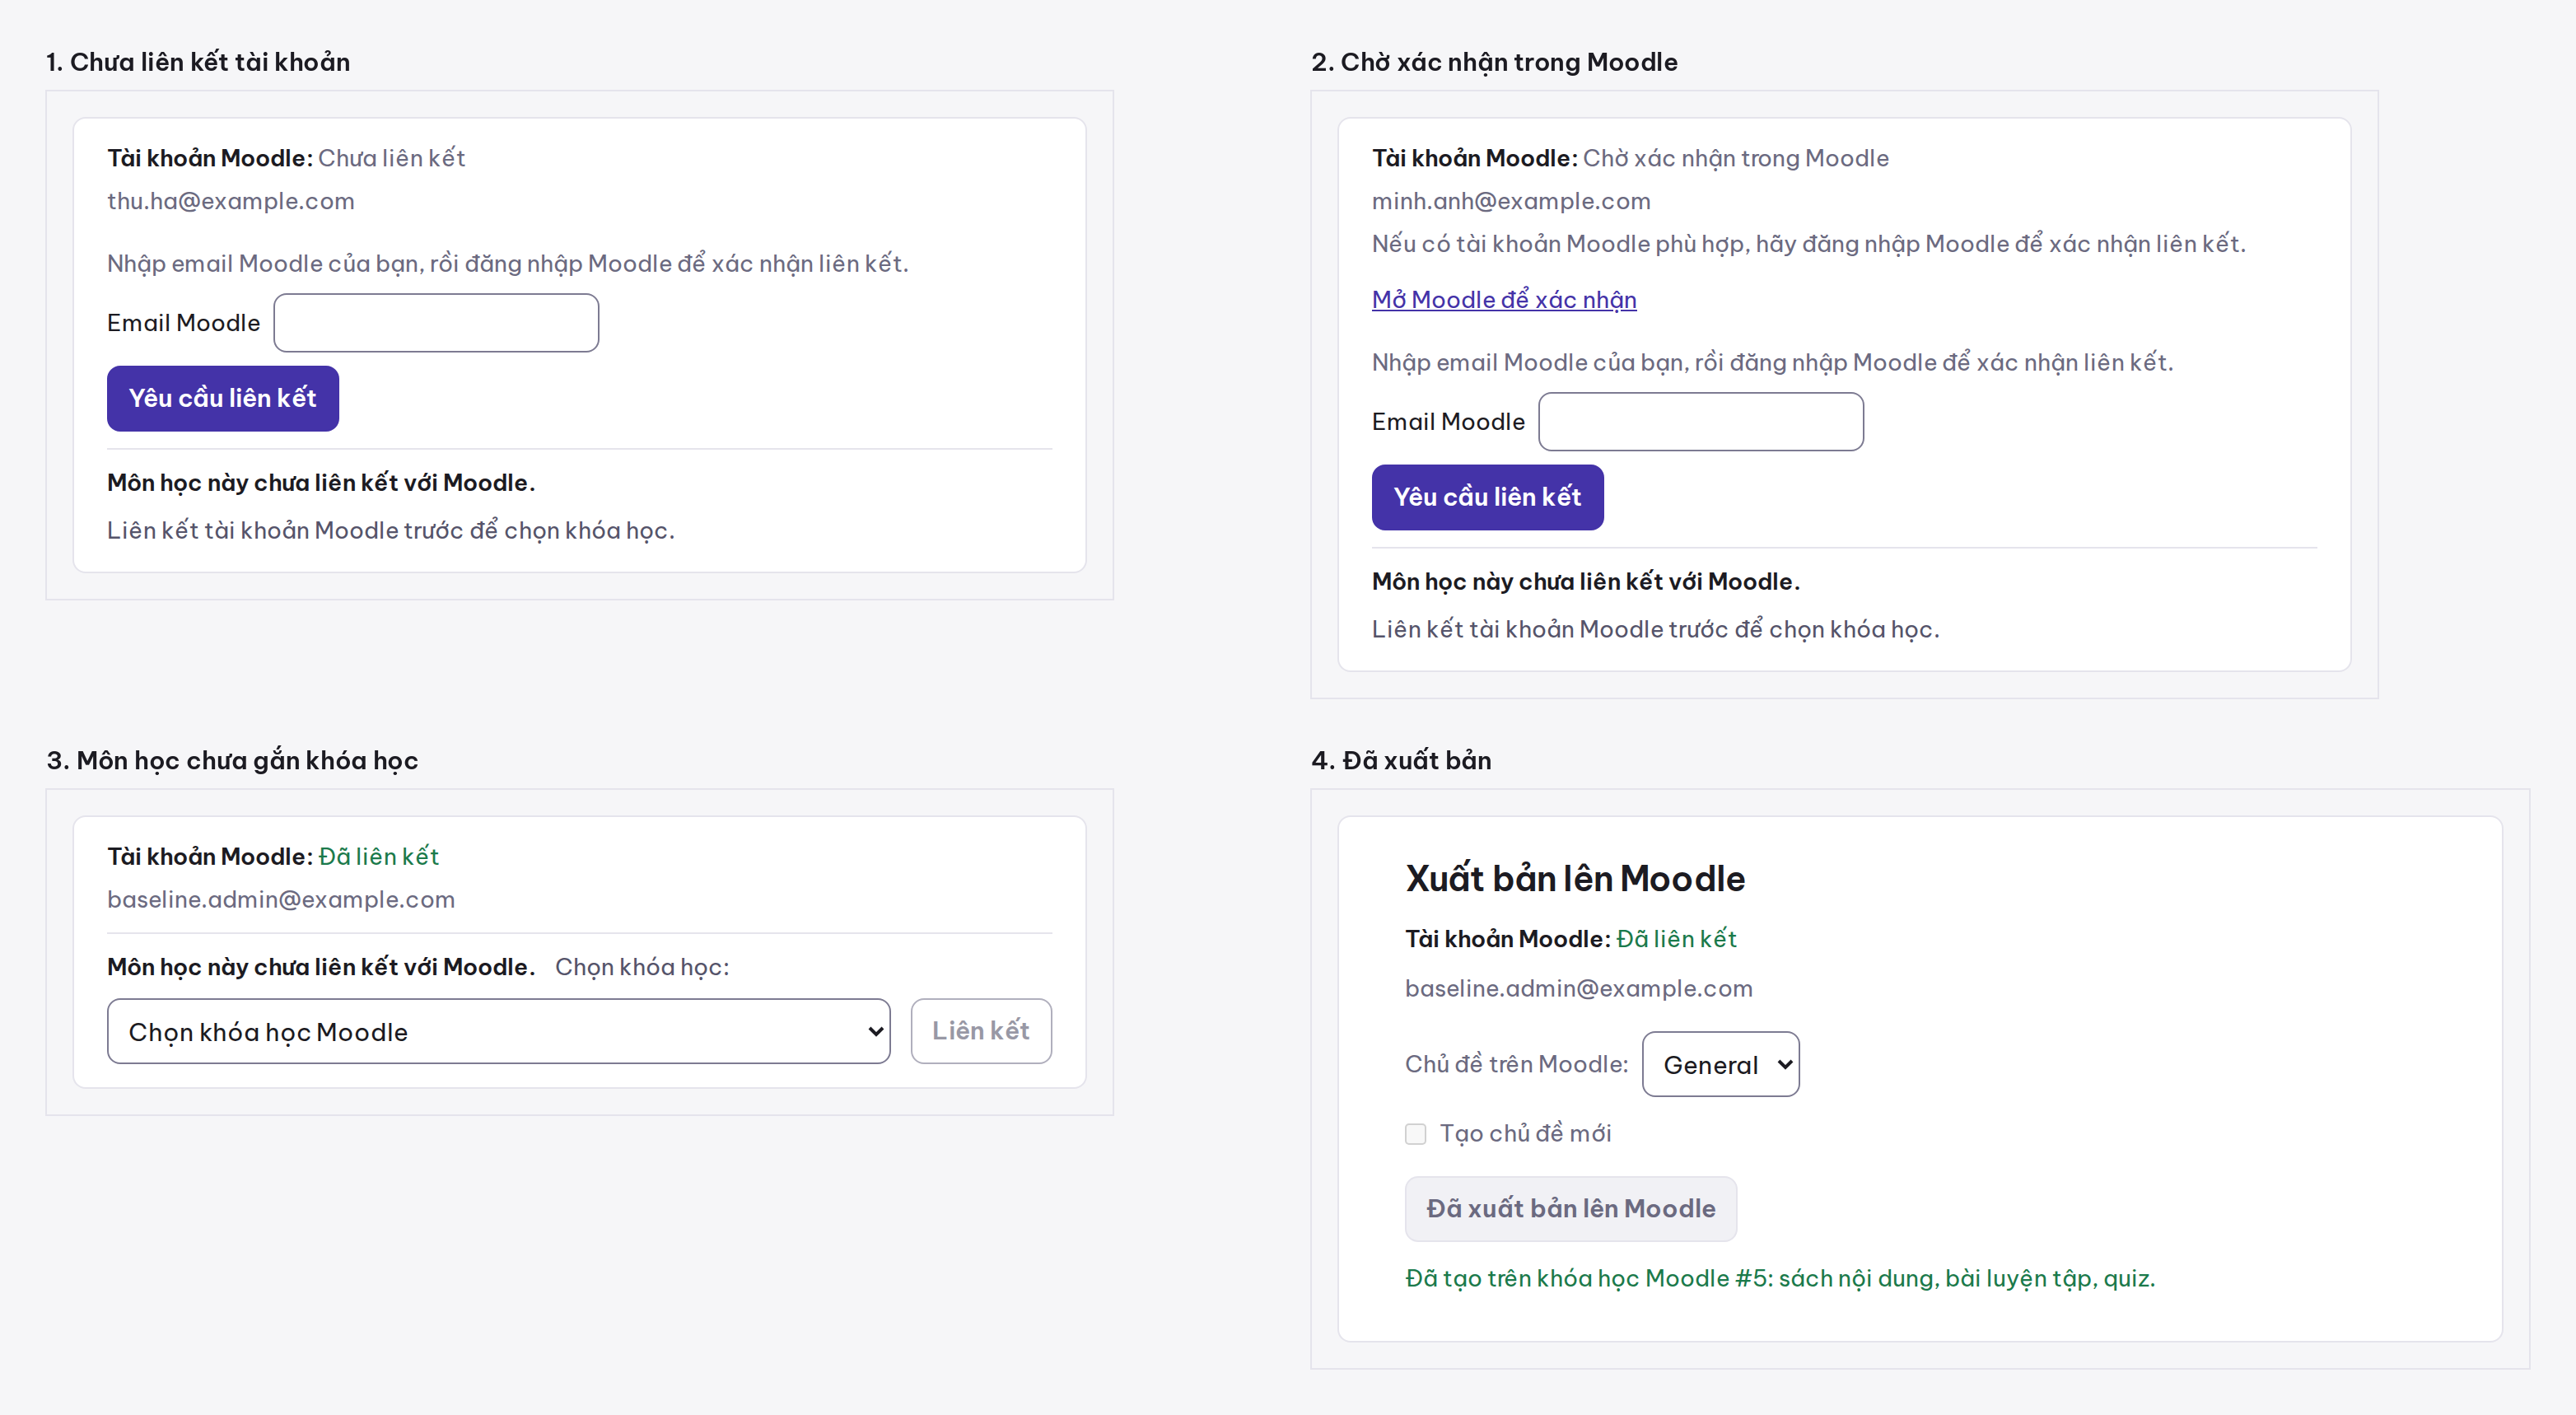 1. Chưa liên kết tài khoản
Tài khoản Moodle: Chưa liên kết
thu.ha@example.com
Nhập email Moodle của bạn, rồi đăng nhập Moodle để xác nhận liên kết.
Email Moodle
Yêu cầu liên kết
Môn học này chưa liên kết với Moodle.
Liên kết tài khoản Moodle trước để chọn khóa học.
2. Chờ xác nhận trong Moodle
Tài khoản Moodle: Chờ xác nhận trong Moodle
minh.anh@example.com
Nếu có tài khoản Moodle phù hợp, hãy đăng nhập Moodle để xác nhận liên kết.
Mở Moodle để xác nhận
Nhập email Moodle của bạn, rồi đăng nhập Moodle để xác nhận liên kết.
Email Moodle
Yêu cầu liên kết
Môn học này chưa liên kết với Moodle.
Liên kết tài khoản Moodle trước để chọn khóa học.
3. Môn học chưa gắn khóa học
Tài khoản Moodle: Đã liên kết
baseline.admin@example.com
Môn học này chưa liên kết với Moodle. Chọn khóa học:
Chọn khóa học Moodle
Liên kết
4. Đã xuất bản
Xuất bản lên Moodle
Tài khoản Moodle: Đã liên kết
baseline.admin@example.com
Chủ đề trên Moodle: General
Tạo chủ đề mới
Đã xuất bản lên Moodle
Đã tạo trên khóa học Moodle #5: sách nội dung, bài luyện tập, quiz.